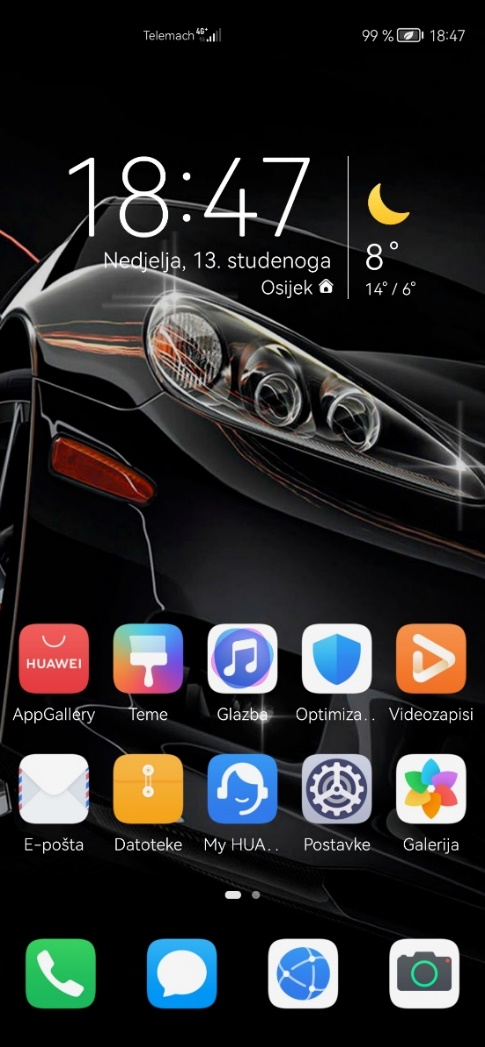 Telemach 4G+ 99 % 18:47
18:47
Nedjelja, 13. studenoga
Osijek
8°
14° / 6°
HUAWEI
AppGallery Teme Glazba Optimiza.. Videozapisi
E-pošta Datoteke My HUA.. Postavke Galerija